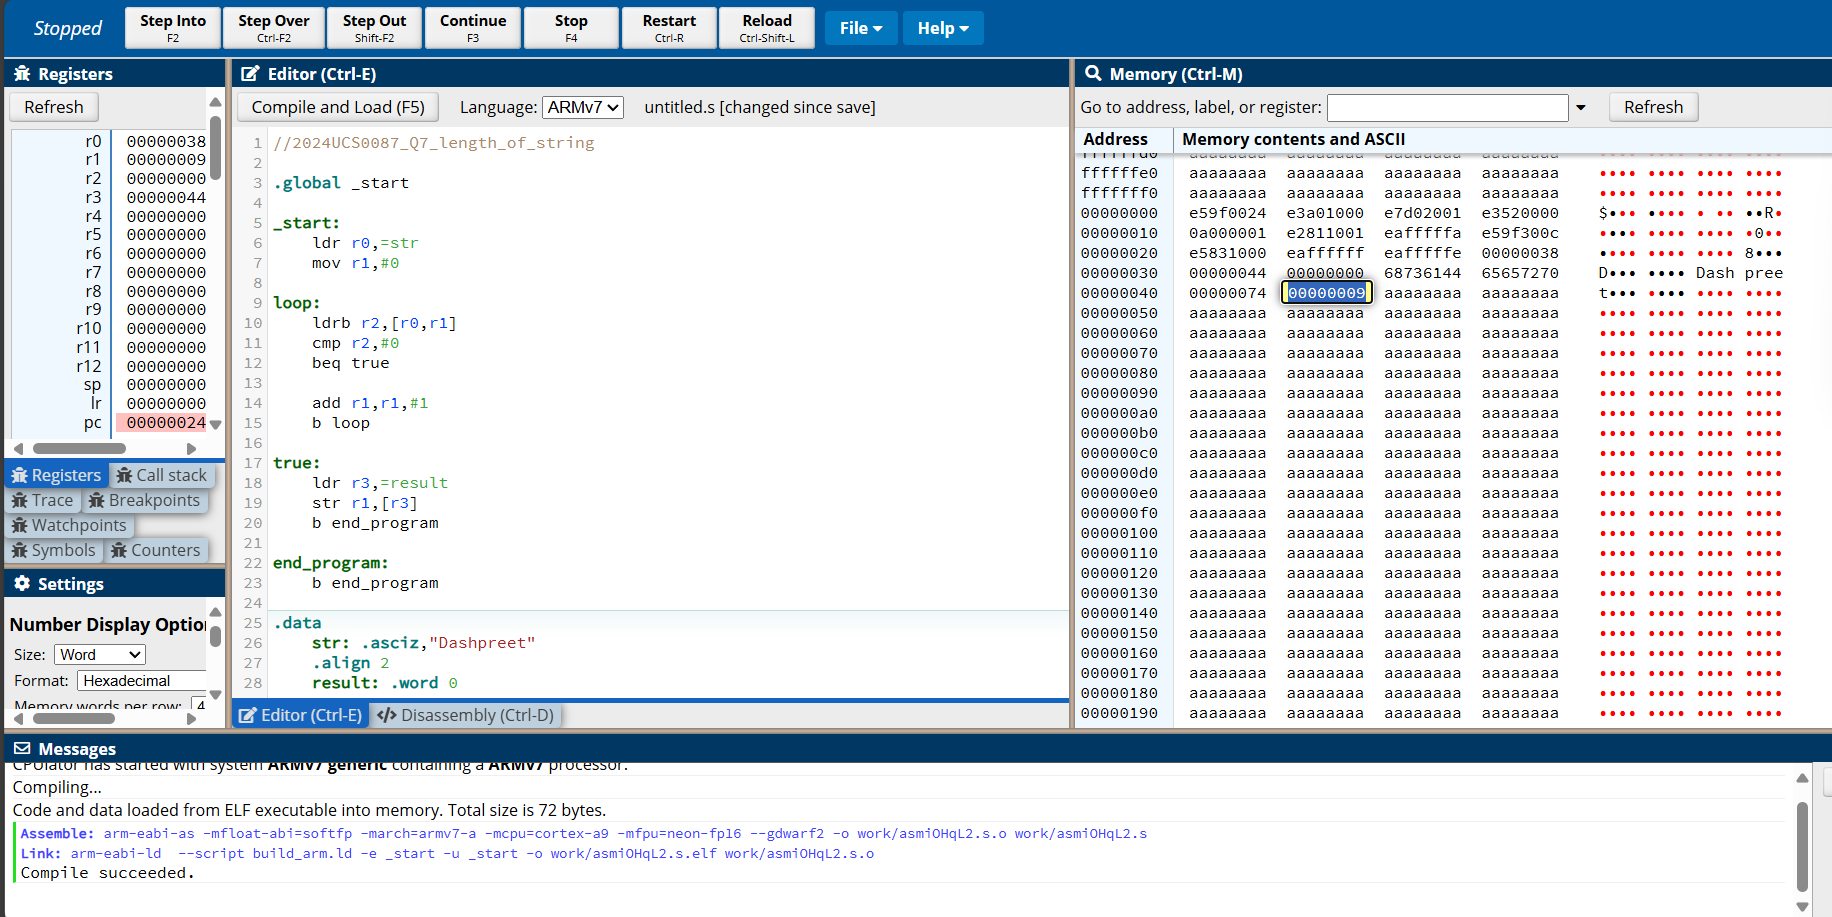 Stopped
Step Into
F2
Step Over
Ctrl-F2
Step Out
Shift-F2
Continue
F3
Stop
F4
Restart
Ctrl-R
Reload
Ctrl-Shift-L
File
Help
Registers
Refresh
r0 00000038
r1 00000009
r2 00000000
r3 00000044
r4 00000000
r5 00000000
r6 00000000
r7 00000000
r8 00000000
r9 00000000
r10 00000000
r11 00000000
r12 00000000
sp 00000000
lr 00000000
pc 00000024
Registers
Call stack
Trace
Breakpoints
Watchpoints
Symbols
Counters
Settings
Number Display Optio
Size: Word
Format: Hexadecimal
Memory words per row: 4
Editor (Ctrl-E)
Compile and Load (F5) Language: ARMv7 untitled.s [changed since save]
1 //2024UCS0087_Q7_length_of_string
2
3 .global _start
4
5 _start:
6 ldr r0,=str
7 mov r1,#0
8
9 loop:
10 ldrb r2,[r0,r1]
11 cmp r2,#0
12 beq true
13
14 add r1,r1,#1
15 b loop
16
17 true:
18 ldr r3,=result
19 str r1,[r3]
20 b end_program
21
22 end_program:
23 b end_program
24
25 .data
26 str: .asciz,"Dashpreet"
27 .align 2
28 result: .word 0
Editor (Ctrl-E)
Disassembly (Ctrl-D)
Memory (Ctrl-M)
Go to address, label, or register: Refresh
Address Memory contents and ASCII
ffffffd0 aaaaaaaa aaaaaaaa aaaaaaaa aaaaaaaa
ffffffe0 aaaaaaaa aaaaaaaa aaaaaaaa aaaaaaaa
fffffff0 aaaaaaaa aaaaaaaa aaaaaaaa aaaaaaaa
00000000 e59f0024 e3a01000 e7d02001 e3520000 $••• •••• • •• ••R•
00000010 0a000001 e2811001 eafffffa e59f300c •••• •••• •••• •0••
00000020 e5831000 eaffffff eafffffe 00000038 •••• •••• •••• 8•••
00000030 00000044 00000000 68736144 65657270 D••• •••• Dash pree
00000040 00000074 00000009 aaaaaaaa aaaaaaaa t••• •••• •••• ••••
00000050 aaaaaaaa aaaaaaaa aaaaaaaa aaaaaaaa
00000060 aaaaaaaa aaaaaaaa aaaaaaaa aaaaaaaa
00000070 aaaaaaaa aaaaaaaa aaaaaaaa aaaaaaaa
00000080 aaaaaaaa aaaaaaaa aaaaaaaa aaaaaaaa
00000090 aaaaaaaa aaaaaaaa aaaaaaaa aaaaaaaa
000000a0 aaaaaaaa aaaaaaaa aaaaaaaa aaaaaaaa
000000b0 aaaaaaaa aaaaaaaa aaaaaaaa aaaaaaaa
000000c0 aaaaaaaa aaaaaaaa aaaaaaaa aaaaaaaa
000000d0 aaaaaaaa aaaaaaaa aaaaaaaa aaaaaaaa
000000e0 aaaaaaaa aaaaaaaa aaaaaaaa aaaaaaaa
000000f0 aaaaaaaa aaaaaaaa aaaaaaaa aaaaaaaa
00000100 aaaaaaaa aaaaaaaa aaaaaaaa aaaaaaaa
00000110 aaaaaaaa aaaaaaaa aaaaaaaa aaaaaaaa
00000120 aaaaaaaa aaaaaaaa aaaaaaaa aaaaaaaa
00000130 aaaaaaaa aaaaaaaa aaaaaaaa aaaaaaaa
00000140 aaaaaaaa aaaaaaaa aaaaaaaa aaaaaaaa
00000150 aaaaaaaa aaaaaaaa aaaaaaaa aaaaaaaa
00000160 aaaaaaaa aaaaaaaa aaaaaaaa aaaaaaaa
00000170 aaaaaaaa aaaaaaaa aaaaaaaa aaaaaaaa
00000180 aaaaaaaa aaaaaaaa aaaaaaaa aaaaaaaa
00000190 aaaaaaaa aaaaaaaa aaaaaaaa aaaaaaaa
Messages
CPUlator has started with system ARMv7 generic containing a ARMv7 processor.
Compiling...
Code and data loaded from ELF executable into memory. Total size is 72 bytes.
Assemble: arm-eabi-as -mfloat-abi=softfp -march=armv7-a -mcpu=cortex-a9 -mfpu=neon-fp16 --gdwarf2 -o work/asmiOHqL2.s.o work/asmiOHqL2.s
Link: arm-eabi-ld --script build_arm.ld -e _start -u _start -o work/asmiOHqL2.s.elf work/asmiOHqL2.s.o
Compile succeeded.